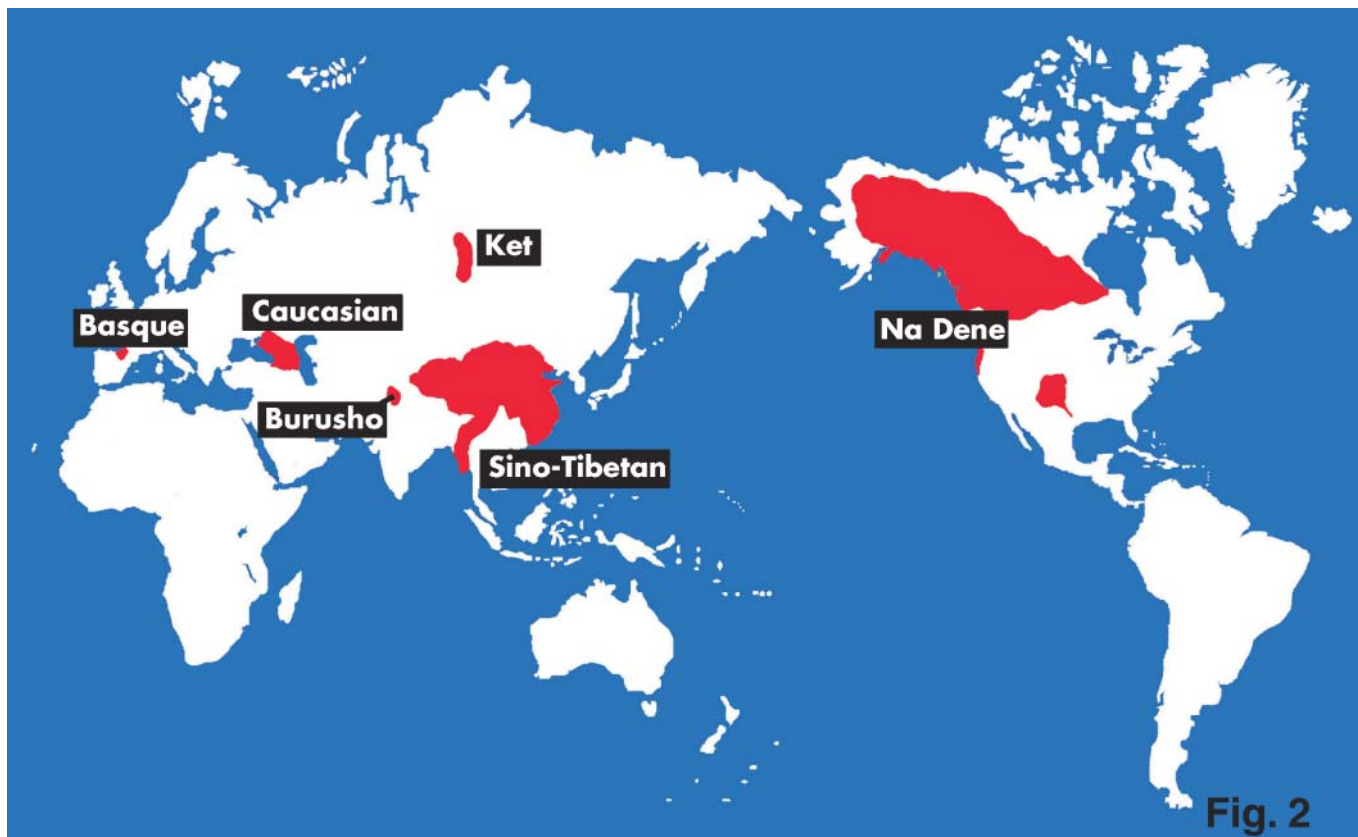 Ket
Caucasian
Basque
Na Dene
Burusho
Sino-Tibetan
Fig. 2